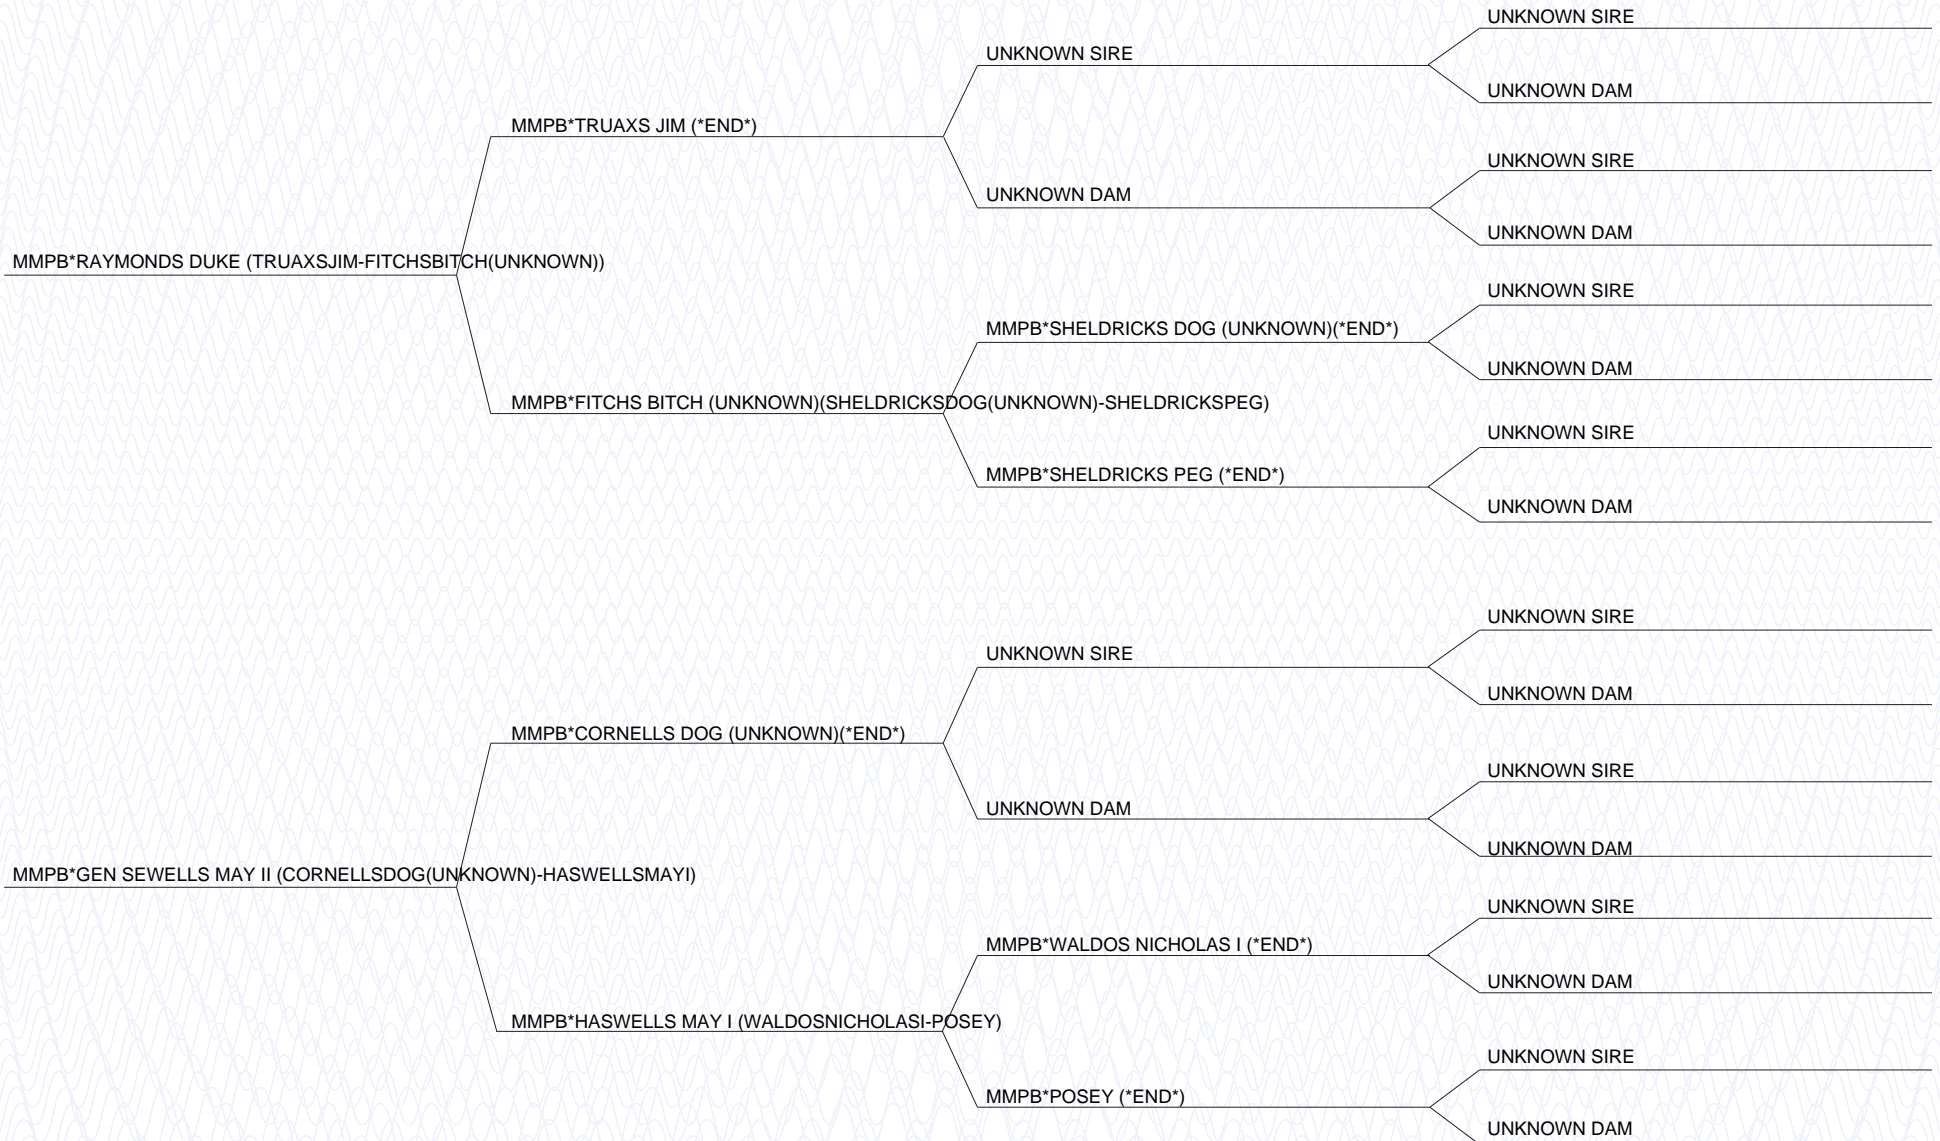 UNKNOWN SIRE
UNKNOWN SIRE
UNKNOWN DAM
MMPB*TRUAXS JIM (*END*)
UNKNOWN SIRE
UNKNOWN DAM
UNKNOWN DAM
MMPB*RAYMONDS DUKE (TRUAXSJIM-FITCHSBITCH(UNKNOWN))
UNKNOWN SIRE
MMPB*SHELDRICKS DOG (UNKNOWN)(*END*)
UNKNOWN DAM
MMPB*FITCHS BITCH (UNKNOWN)(SHELDRICKSDOG(UNKNOWN)-SHELDRICKSPEG)
UNKNOWN SIRE
MMPB*SHELDRICKS PEG (*END*)
UNKNOWN DAM
UNKNOWN SIRE
UNKNOWN SIRE
UNKNOWN DAM
MMPB*CORNELLS DOG (UNKNOWN)(*END*)
UNKNOWN SIRE
UNKNOWN DAM
UNKNOWN DAM
MMPB*GEN SEWELLS MAY II (CORNELLSDOG(UNKNOWN)-HASWELLSMAYI)
UNKNOWN SIRE
MMPB*WALDOS NICHOLAS I (*END*)
UNKNOWN DAM
MMPB*HASWELLS MAY I (WALDOSNICHOLASI-POSEY)
UNKNOWN SIRE
MMPB*POSEY (*END*)
UNKNOWN DAM